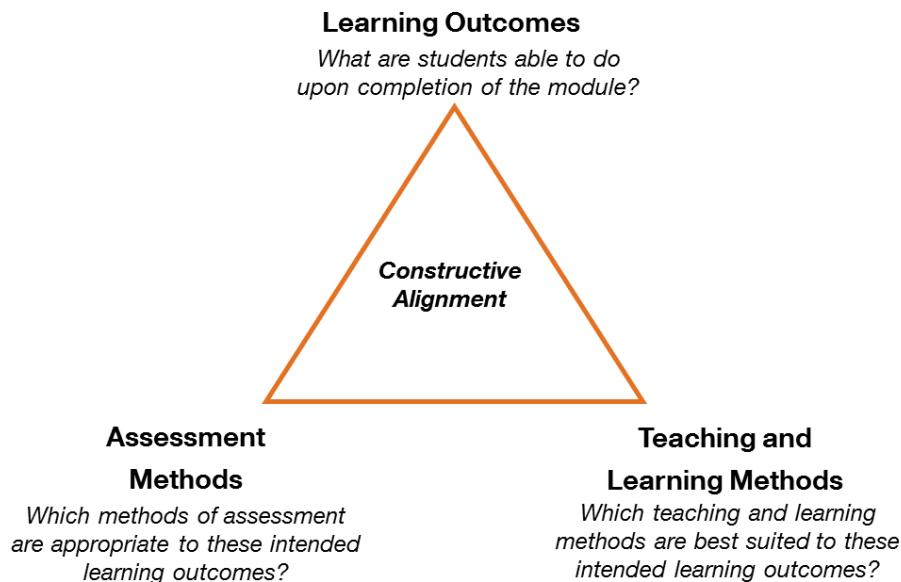 Learning Outcomes
What are students able to do
upon completion of the module?
Constructive
Alignment
Assessment
Methods
Which methods of assessment
are appropriate to these intended
learning outcomes?
Teaching and
Learning Methods
Which teaching and learning
methods are best suited to these
intended learning outcomes?